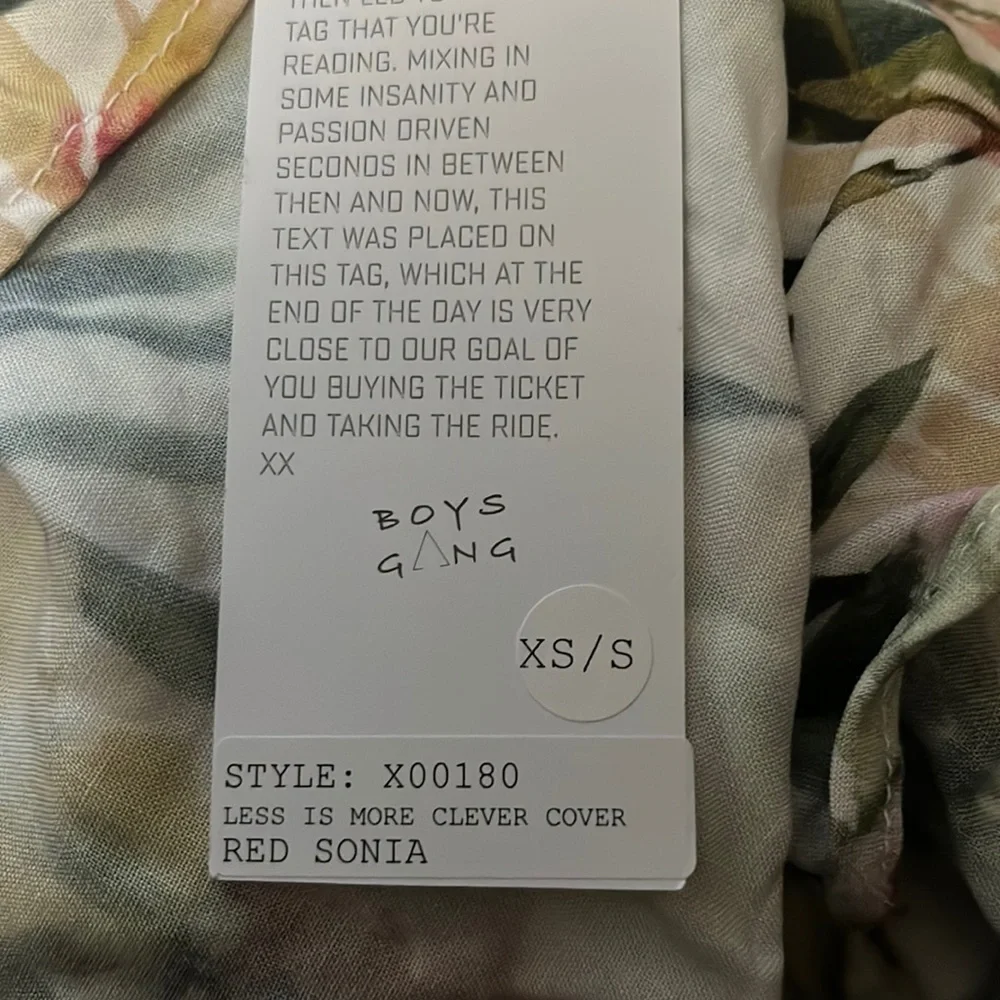 TAG THAT YOU'RE
READING. MIXING IN
SOME INSANITY AND
PASSION DRIVEN
SECONDS IN BETWEEN
THEN AND NOW, THIS
TEXT WAS PLACED ON
THIS TAG, WHICH AT THE
END OF THE DAY IS VERY
CLOSE TO OUR GOAL OF
YOU BUYING THE TICKET
AND TAKING THE RIDE.
XX
BOYS
GANG
XS/S
STYLE: X00180
LESS IS MORE CLEVER COVER
RED SONIA